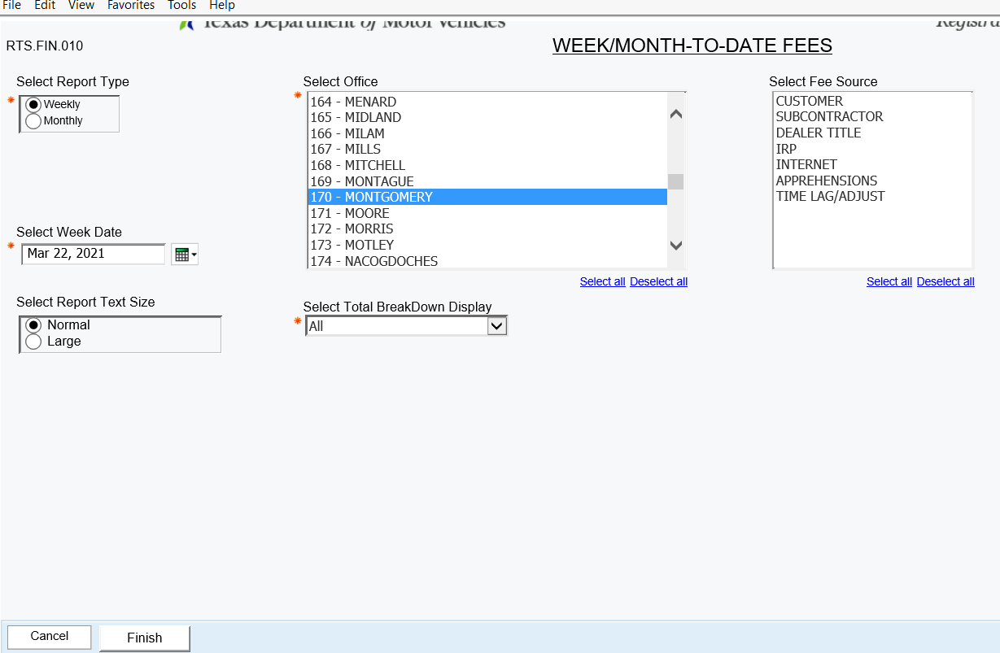 File Edit View Favorites Tools Help
Texas Department of Motor Vehicles
RTS.FIN.010
WEEK/MONTH-TO-DATE FEES
Select Report Type
* Weekly
Monthly
Select Week Date
* Mar 22, 2021
Select Report Text Size
Normal
Large
Select Office
* 164 - MENARD
165 - MIDLAND
166 - MILAM
167 - MILLS
168 - MITCHELL
169 - MONTAGUE
170 - MONTGOMERY
171 - MOORE
172 - MORRIS
173 - MOTLEY
174 - NACOGDOCHES
Select all Deselect all
Select Total BreakDown Display
* All
Select Fee Source
CUSTOMER
SUBCONTRACTOR
DEALER TITLE
IRP
INTERNET
APPREHENSIONS
TIME LAG/ADJUST
Select all Deselect all
Cancel Finish